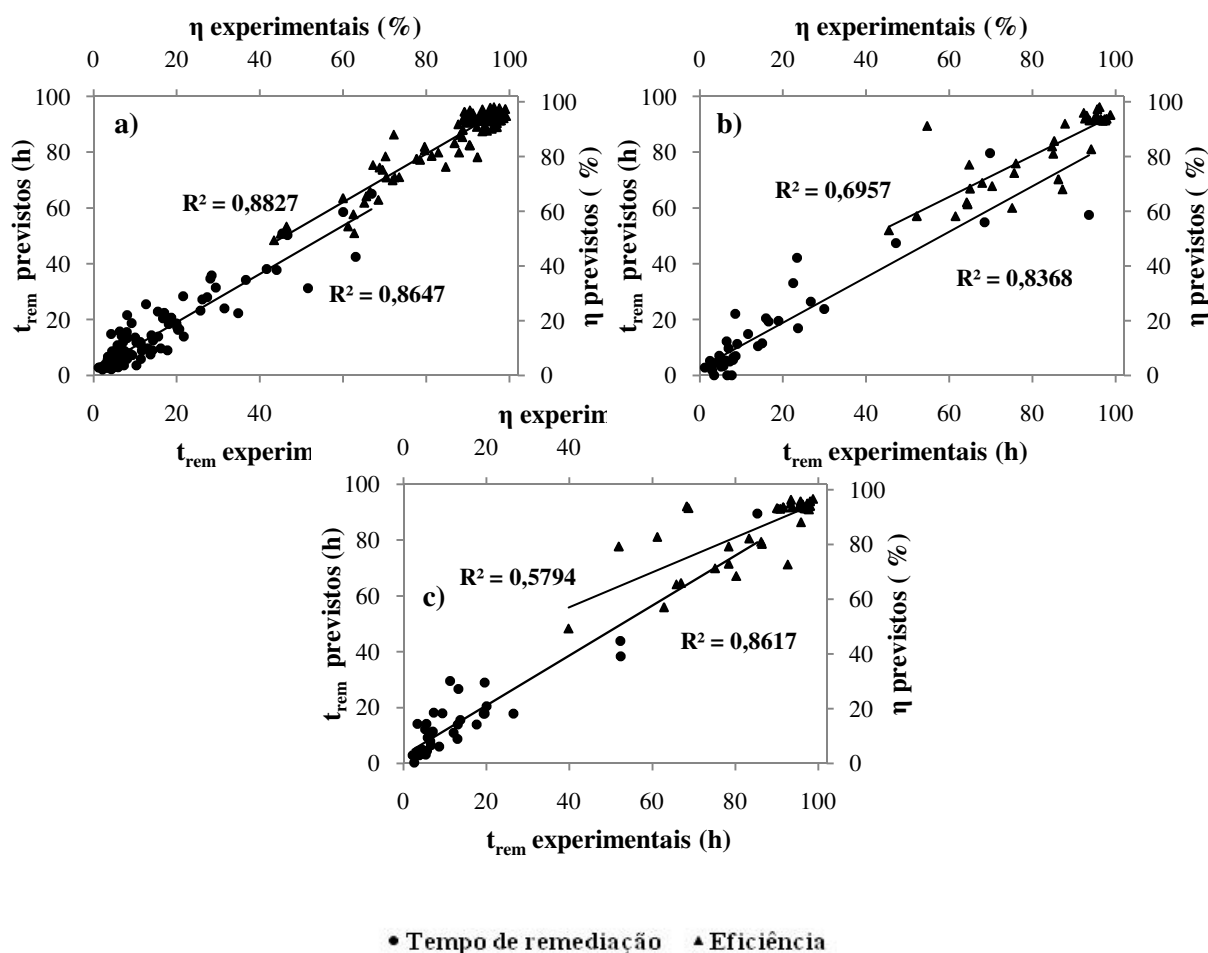 η experimentais (%)
0 20 40 60 80 100
100 80 60 40 20 0
t_rem previstos (h)
a)
R² = 0,8827
R² = 0,8647
100 80 60 40 20 0
η previstos ( %)
0 20 40
t_rem experim
η experimentais (%)
0 20 40 60 80 100
100 80 60 40 20 0
t_rem previstos (h)
b)
R² = 0,6957
R² = 0,8368
100 80 60 40 20 0
η previstos ( %)
0 20 40 60 80 100
t_rem experimentais (h)
η experim
0 20 40
100 80 60 40 20 0
t_rem previstos (h)
R² = 0,5794
c)
R² = 0,8617
100 80 60 40 20 0
η previstos ( %)
0 20 40 60 80 100
t_rem experimentais (h)
Tempo de remediação Eficiência